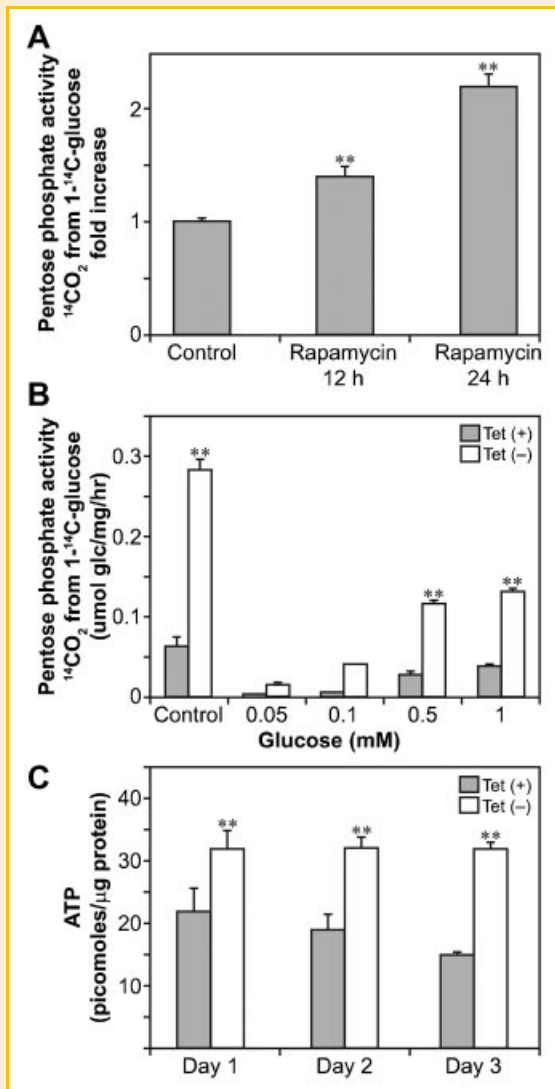 A
Pentose phosphate activity
¹⁴CO₂ from 1-¹⁴C-glucose
fold increase
2
1
0
**
**
Control
Rapamycin
12 h
Rapamycin
24 h
B
Pentose phosphate activity
¹⁴CO₂ from 1-¹⁴C-glucose
(umol glc/mg/hr)
Tet (+)
Tet (–)
0.3
0.2
0.1
0
**
**
**
Control
0.05
0.1
0.5
1
Glucose (mM)
C
ATP
(picomoles/µg protein)
Tet (+)
Tet (–)
40
30
20
10
**
**
**
Day 1
Day 2
Day 3